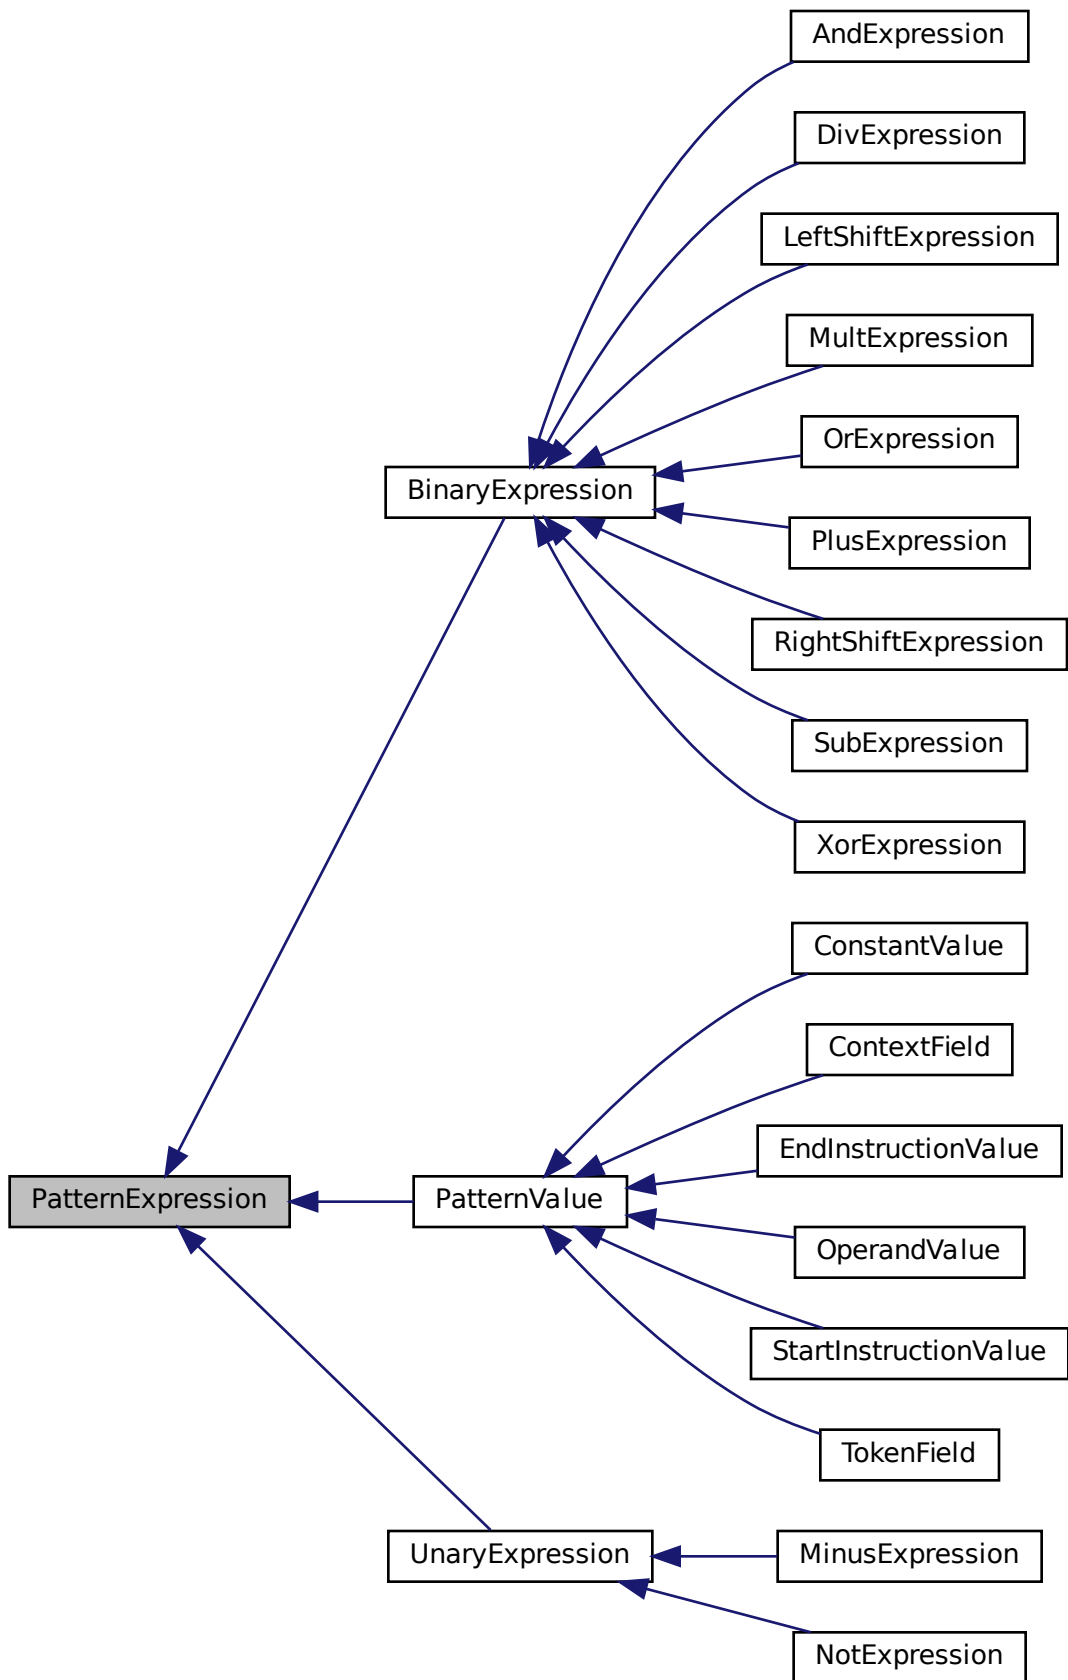 AndExpression
DivExpression
LeftShiftExpression
MultExpression
OrExpression
BinaryExpression
PlusExpression
RightShiftExpression
SubExpression
XorExpression
ConstantValue
ContextField
EndInstructionValue
PatternExpression
PatternValue
OperandValue
StartInstructionValue
TokenField
UnaryExpression
MinusExpression
NotExpression